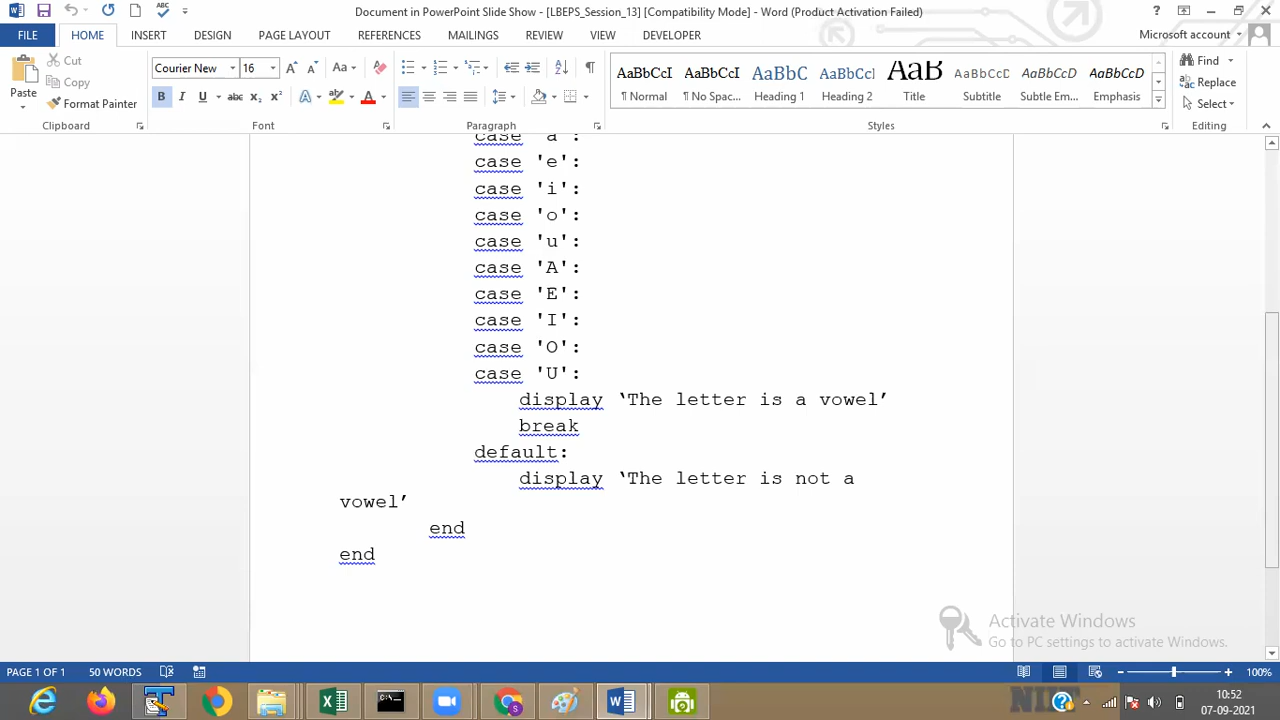 Document in PowerPoint Slide Show - [LBEPS_Session_13] [Compatibility Mode] - Word (Product Activation Failed)
FILE HOME INSERT DESIGN PAGE LAYOUT REFERENCES MAILINGS REVIEW VIEW DEVELOPER Microsoft account
Paste Cut Copy Format Painter
Courier New 16
AaBbCcI AaBbCcI AaBbC AaBbCcI AaB AaBbCcD AaBbCcD AaBbCcD
¶ Normal ¶ No Spac... Heading 1 Heading 2 Title Subtitle Subtle Em... Emphasis
Find Replace Select
Clipboard Font Paragraph Styles Editing
case 'a':
case 'e':
case 'i':
case 'o':
case 'u':
case 'A':
case 'E':
case 'I':
case 'O':
case 'U':
display ‘The letter is a vowel’
break
default:
display ‘The letter is not a
vowel’
end
end
Activate Windows
Go to PC settings to activate Windows.
PAGE 1 OF 1 50 WORDS 100%
10:52
07-09-2021